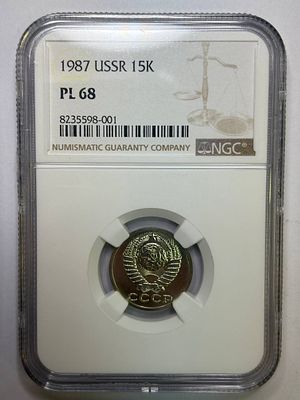 1987 USSR 15K
PL 68
8235598-001
NUMISMATIC GUARANTY COMPANY
NGC
СССР